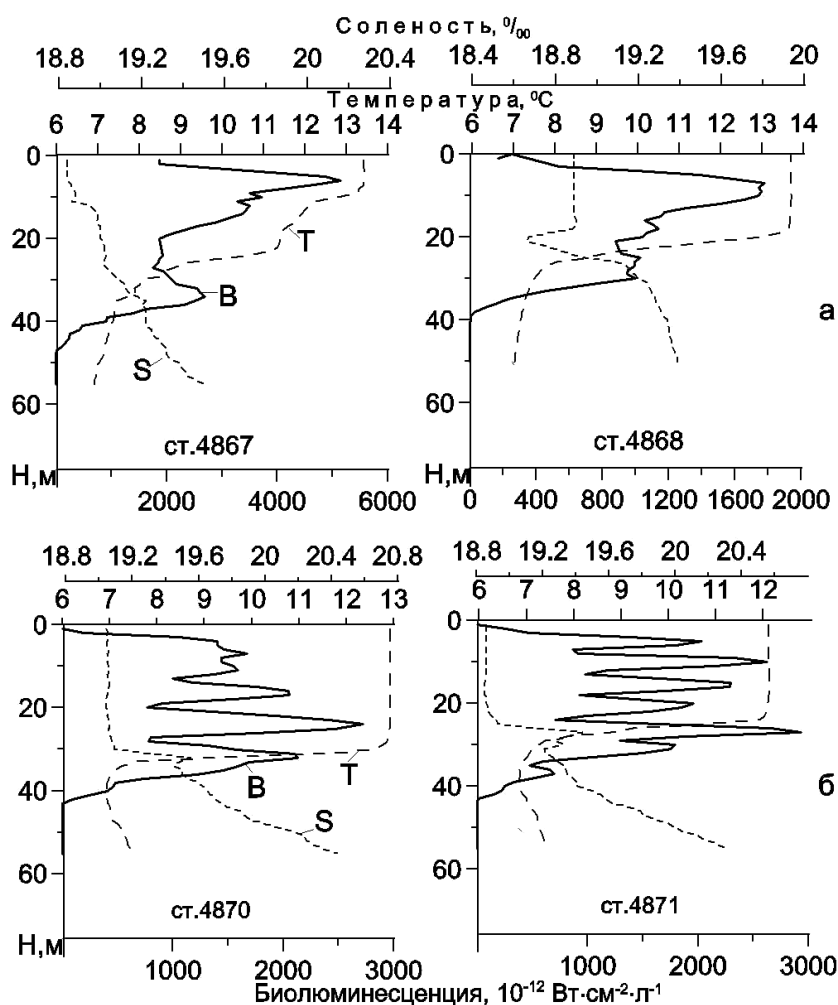 Соленость, ⁰/₀₀
18.8 19.2 19.6 20 20.4
18.4 18.8 19.2 19.6 20
Температура, ⁰С
6 7 8 9 10 11 12 13 14
6 7 8 9 10 11 12 13 14
0
20
40
60
Н,м
Т
В
S
ст.4867
2000 4000 6000
0
20
40
60
Н,м
ст.4868
0 400 800 1200 1600 2000
а
18.8 19.2 19.6 20 20.4 20.8
6 7 8 9 10 11 12 13
18.8 19.2 19.6 20 20.4
6 7 8 9 10 11 12
0
20
40
60
Н,м
Т
В
S
ст.4870
1000 2000 3000
0
20
40
60
ст.4871
1000 2000 3000
б
Биолюминесценция, 10⁻¹² Вт·см⁻²·л⁻¹